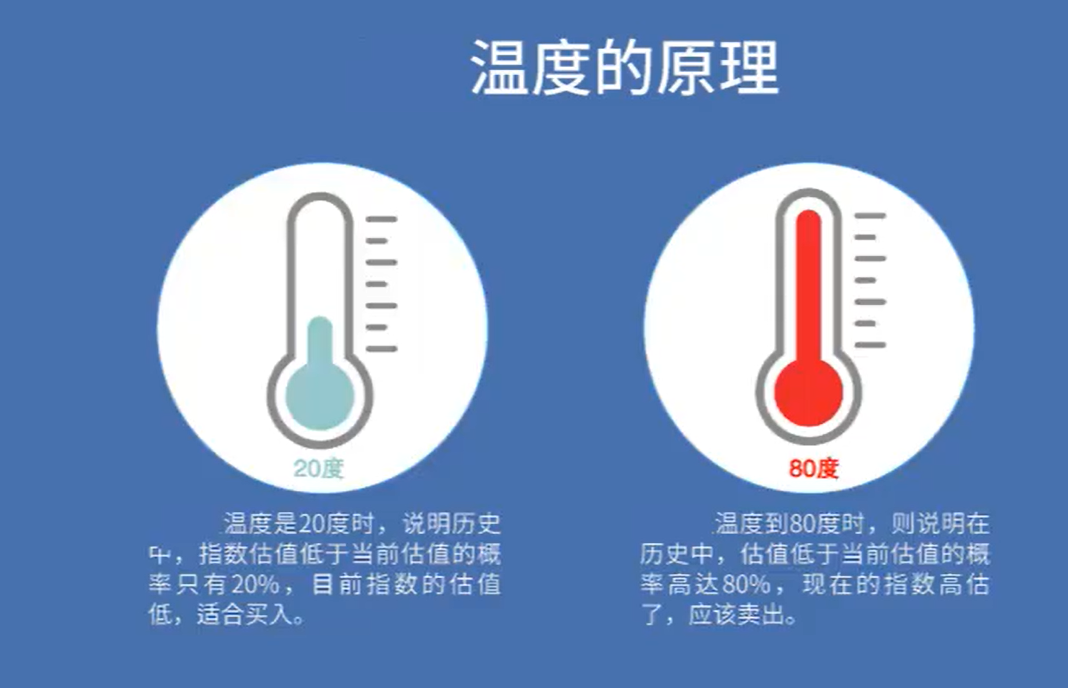 温度的原理
20度
80度
温度是20度时，说明历史
中，指数估值低于当前估值的概
率只有20%，目前指数的估值
低，适合买入。
温度到80度时，则说明在
历史中，估值低于当前估值的概
率高达80%，现在的指数高估
了，应该卖出。